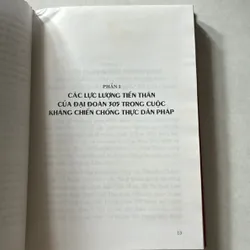 PHẦN I
CÁC LỰC LƯỢNG TIỀN THÂN
CỦA ĐẠI ĐOÀN 305 TRONG CUỘC
KHÁNG CHIẾN CHỐNG THỰC DÂN PHÁP
13